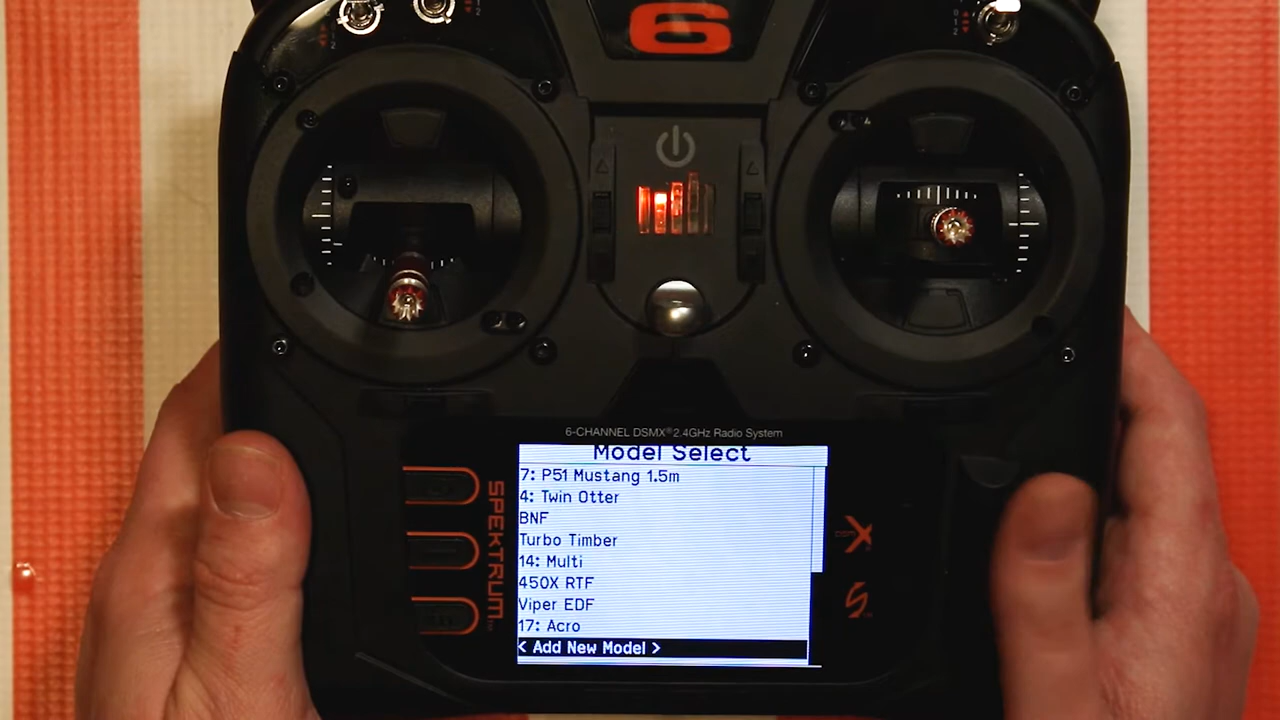 6
6-CHANNEL DSMX® 2.4GHz Radio System
Model Select
7: P51 Mustang 1.5m
4: Twin Otter
BNF
Turbo Timber
14: Multi
450X RTF
Viper EDF
17: Acro
< Add New Model >
SPEKTRUM
DSMX